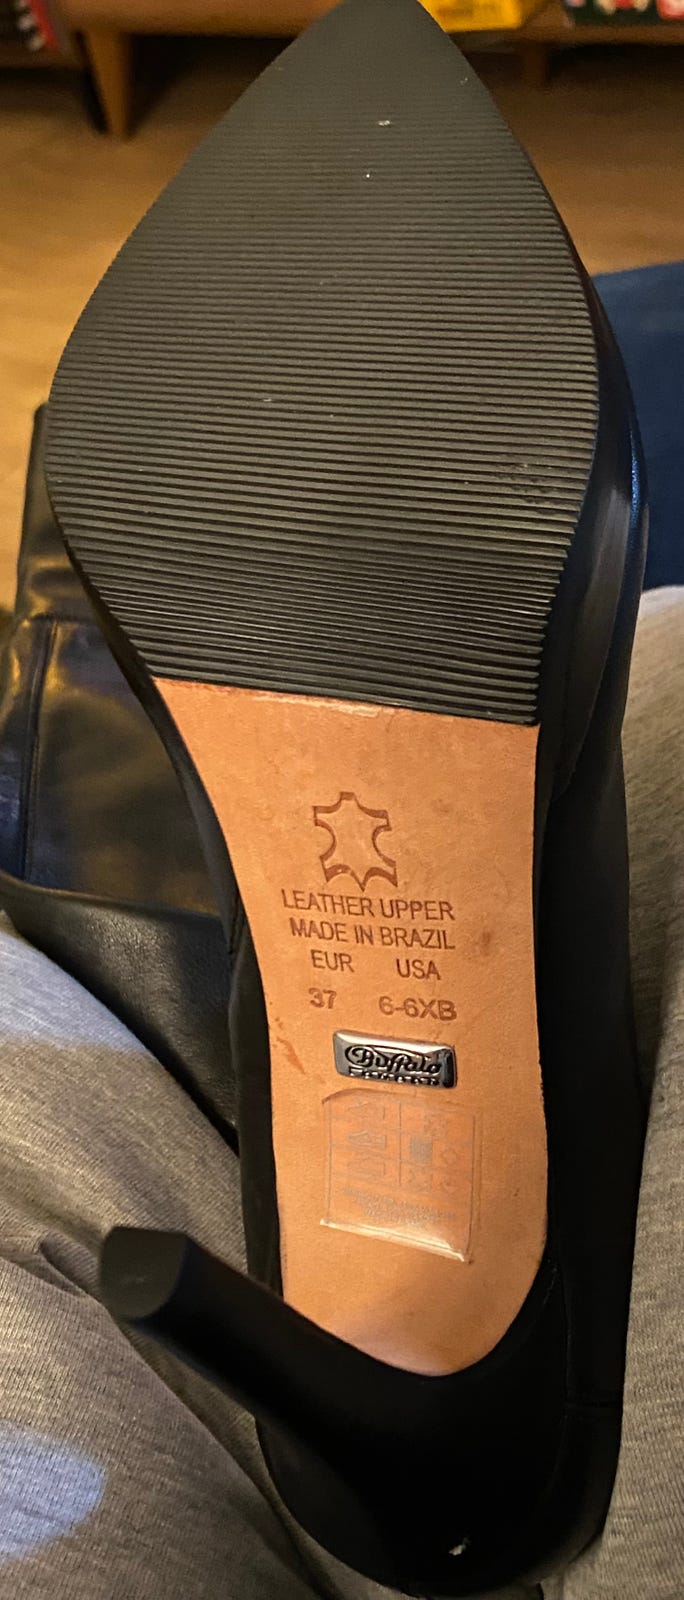 LEATHER UPPER
MADE IN BRAZIL
EUR USA
37 6-6XB
Buffalo